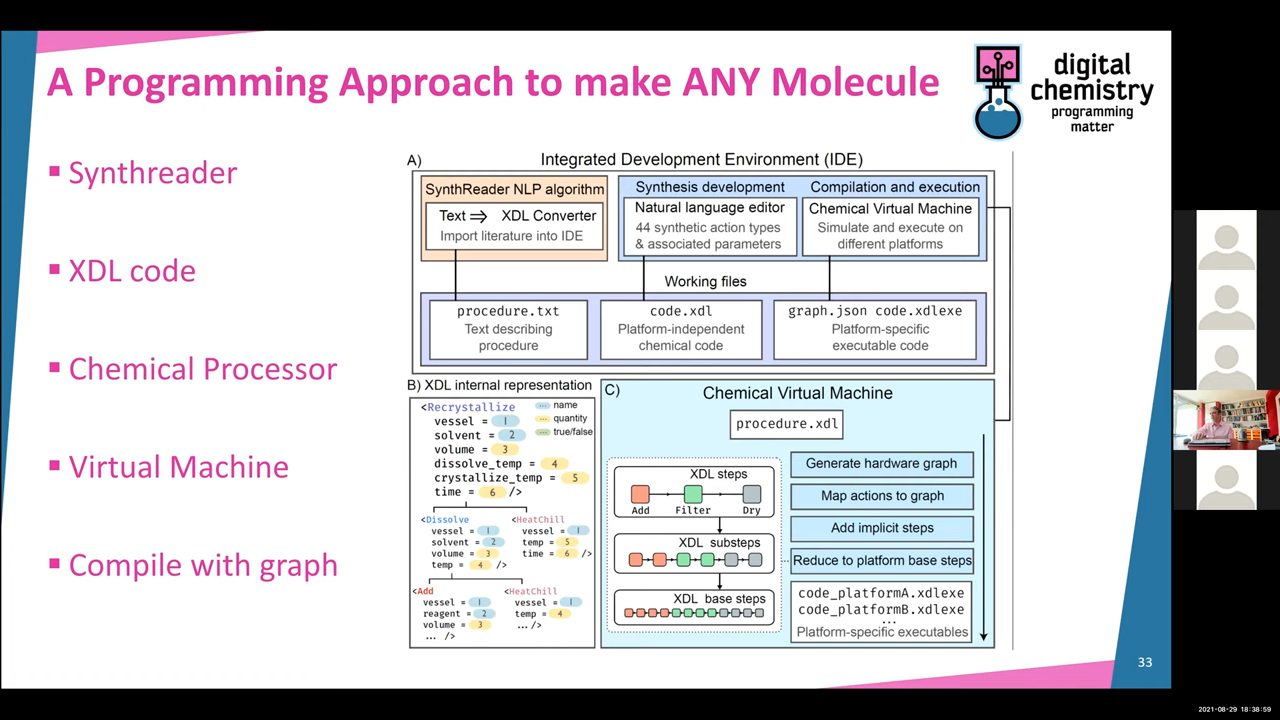 A Programming Approach to make ANY Molecule
digital
chemistry
programming
matter
▪ Synthreader
▪ XDL code
▪ Chemical Processor
▪ Virtual Machine
▪ Compile with graph
A)
Integrated Development Environment (IDE)
SynthReader NLP algorithm
Text ⇒ XDL Converter
Import literature into IDE
Synthesis development
Natural language editor
44 synthetic action types
& associated parameters
Compilation and execution
Chemical Virtual Machine
Simulate and execute on
different platforms
Working files
procedure.txt
Text describing
procedure
code.xdl
Platform-independent
chemical code
graph.json code.xdlexe
Platform-specific
executable code
B) XDL internal representation
<Recrystallize
vessel = 1
solvent = 2
volume = 3
dissolve_temp = 4
crystallize_temp = 5
time = 6 />
... name
... quantity
... true/false
<Dissolve
vessel = 1
solvent = 2
volume = 3
temp = 4 />
<HeatChill
vessel = 1
temp = 5
time = 6 />
<Add
vessel = 1
reagent = 2
volume = 3
... />
<HeatChill
vessel = 1
temp = 4
... />
C)
Chemical Virtual Machine
procedure.xdl
XDL steps
Add Filter Dry
XDL substeps
XDL base steps
Generate hardware graph
Map actions to graph
Add implicit steps
Reduce to platform base steps
code_platformA.xdlexe
code_platformB.xdlexe
...
Platform-specific executables
33
2021-08-29 18:38:59